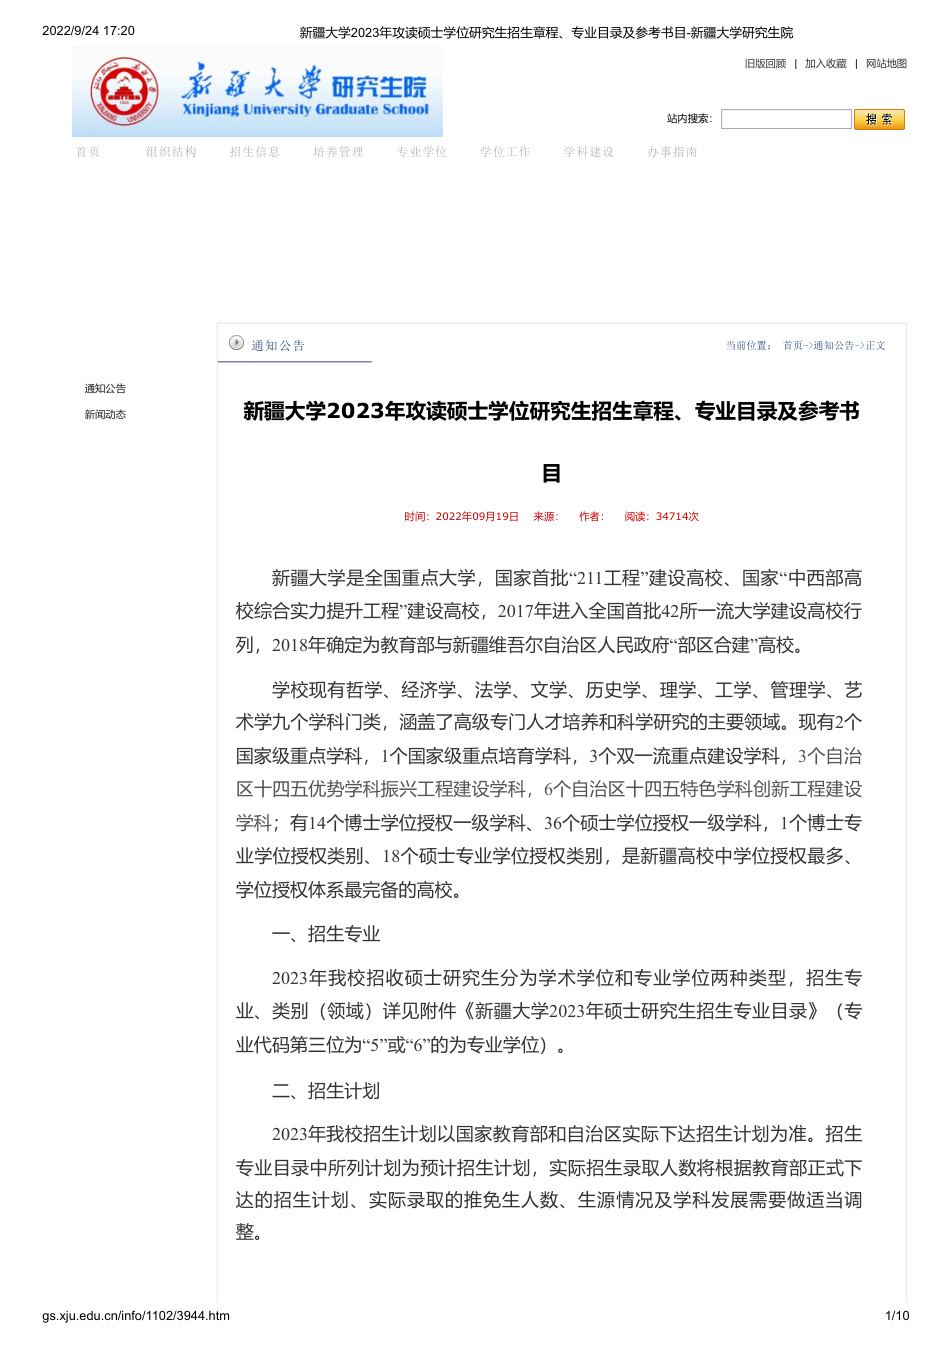 2022/9/24 17:20 新疆大学2023年攻读硕士学位研究生招生章程、专业目录及参考书目-新疆大学研究生院
新疆大学 研究生院
Xinjiang University Graduate School
旧版回顾 | 加入收藏 | 网站地图
站内搜索： 搜 索
首页 组织结构 招生信息 培养管理 专业学位 学位工作 学科建设 办事指南
通知公告 当前位置： 首页->通知公告->正文
通知公告
新闻动态
新疆大学2023年攻读硕士学位研究生招生章程、专业目录及参考书
目
时间：2022年09月19日 来源： 作者： 阅读：34714次
新疆大学是全国重点大学，国家首批“211工程”建设高校、国家“中西部高
校综合实力提升工程”建设高校，2017年进入全国首批42所一流大学建设高校行
列，2018年确定为教育部与新疆维吾尔自治区人民政府“部区合建”高校。
学校现有哲学、经济学、法学、文学、历史学、理学、工学、管理学、艺
术学九个学科门类，涵盖了高级专门人才培养和科学研究的主要领域。现有2个
国家级重点学科，1个国家级重点培育学科，3个双一流重点建设学科，3个自治
区十四五优势学科振兴工程建设学科，6个自治区十四五特色学科创新工程建设
学科；有14个博士学位授权一级学科、36个硕士学位授权一级学科，1个博士专
业学位授权类别、18个硕士专业学位授权类别，是新疆高校中学位授权最多、
学位授权体系最完备的高校。
一、招生专业
2023年我校招收硕士研究生分为学术学位和专业学位两种类型，招生专
业、类别（领域）详见附件《新疆大学2023年硕士研究生招生专业目录》（专
业代码第三位为“5”或“6”的为专业学位）。
二、招生计划
2023年我校招生计划以国家教育部和自治区实际下达招生计划为准。招生
专业目录中所列计划为预计招生计划，实际招生录取人数将根据教育部正式下
达的招生计划、实际录取的推免生人数、生源情况及学科发展需要做适当调
整。
gs.xju.edu.cn/info/1102/3944.htm 1/10